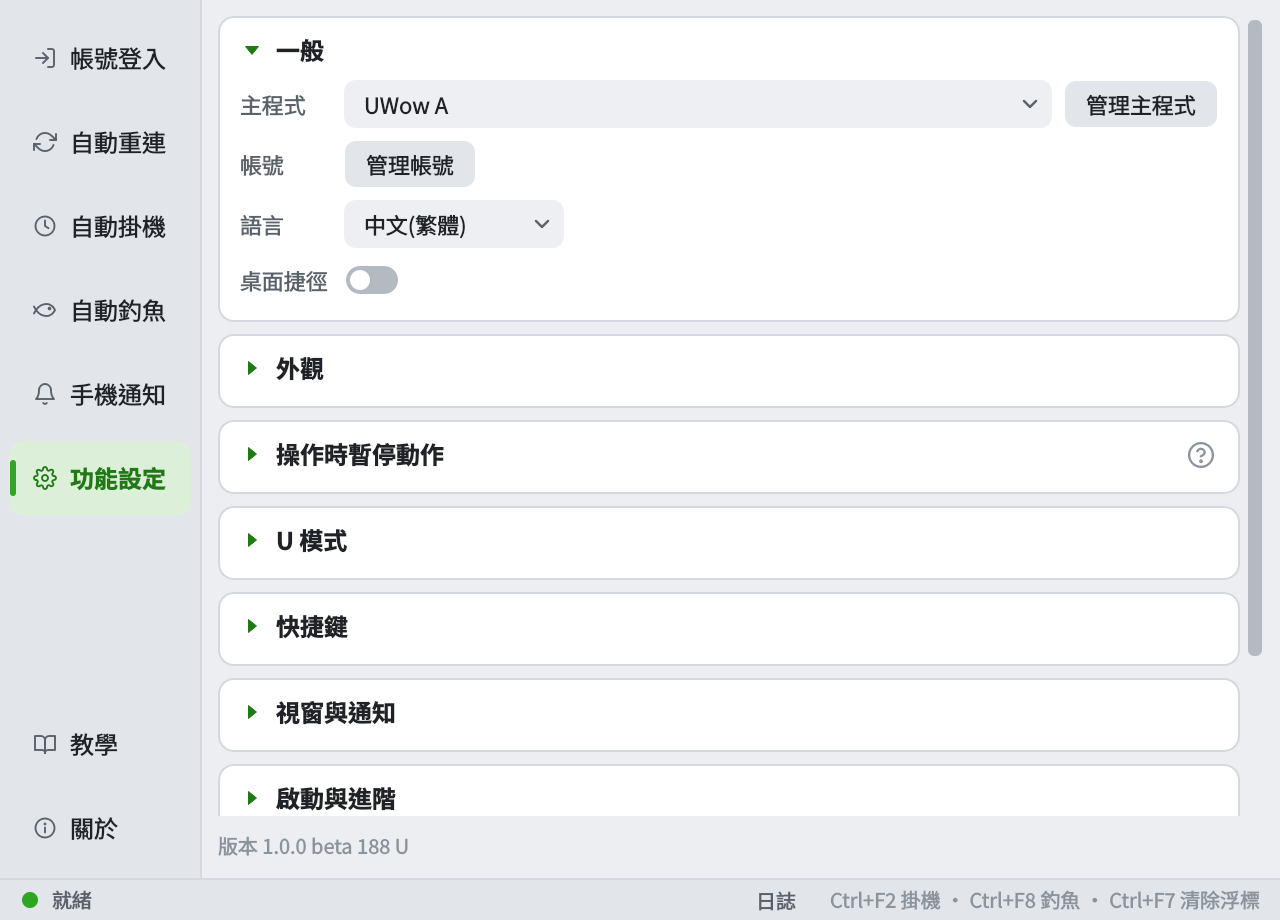 帳號登入
自動重連
自動掛機
自動釣魚
手機通知
功能設定
教學
關於
一般
主程式 UWow A 管理主程式
帳號 管理帳號
語言 中文(繁體)
桌面捷徑
外觀
操作時暫停動作
U 模式
快捷鍵
視窗與通知
啟動與進階
版本 1.0.0 beta 188 U
就緒 日誌 Ctrl+F2 掛機 • Ctrl+F8 釣魚 • Ctrl+F7 清除浮標